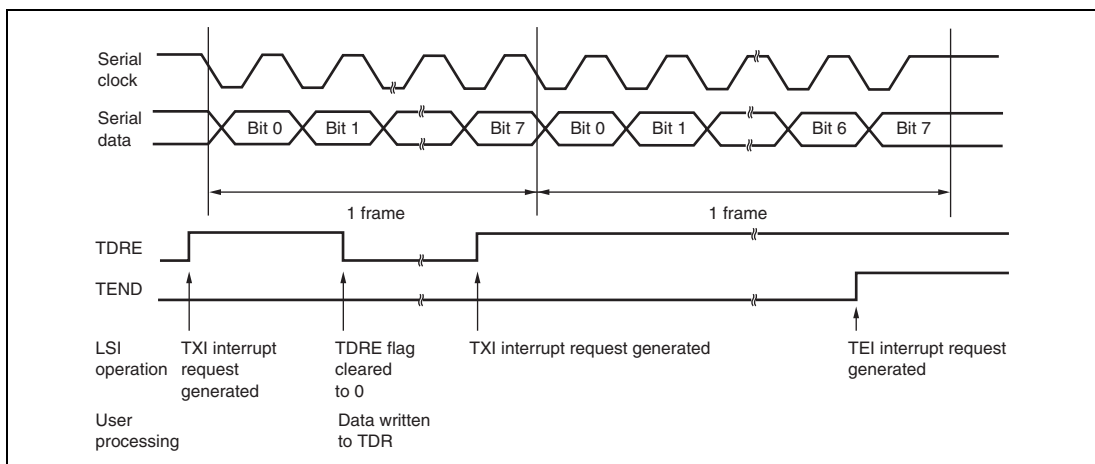 Serial
clock
Serial
data
Bit 0 Bit 1 Bit 7 Bit 0 Bit 1 Bit 6 Bit 7
1 frame 1 frame
TDRE
TEND
LSI
operation
TXI interrupt
request
generated
TDRE flag
cleared
to 0
TXI interrupt request generated
TEI interrupt request
generated
User
processing
Data written
to TDR